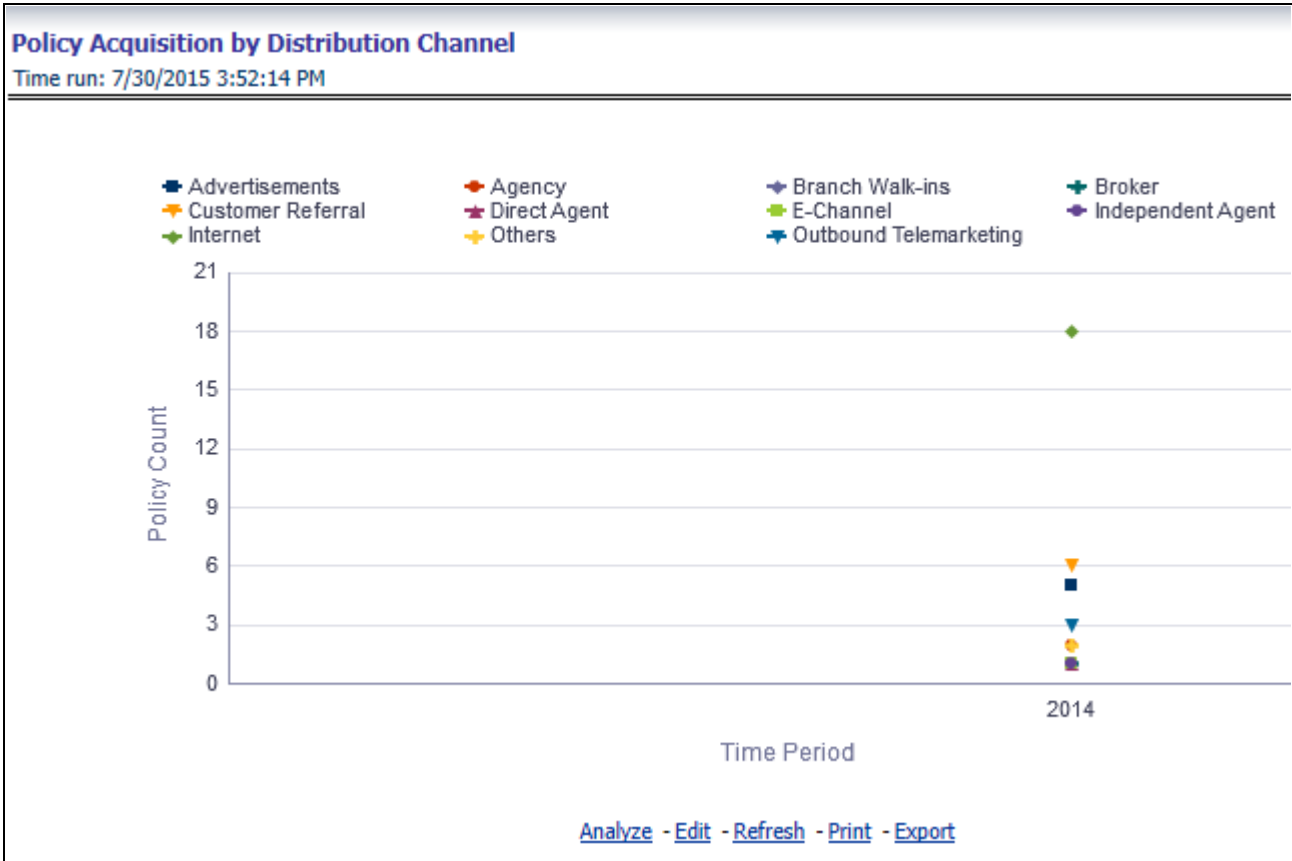 Policy Acquisition by Distribution Channel
Time run: 7/30/2015 3:52:14 PM
Advertisements Agency Branch Walk-ins Broker
Customer Referral Direct Agent E-Channel Independent Agent
Internet Others Outbound Telemarketing
21
18
15
12
9
6
3
0
Policy Count
2014
Time Period
Analyze - Edit - Refresh - Print - Export